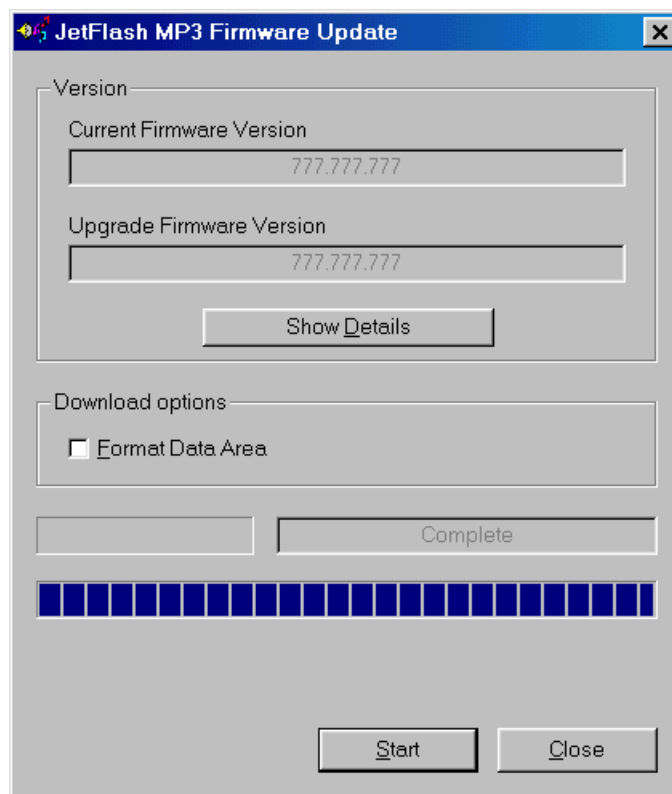 JetFlash MP3 Firmware Update
Version
Current Firmware Version
777.777.777
Upgrade Firmware Version
777.777.777
Show Details
Download options
Format Data Area
Complete
Start
Close